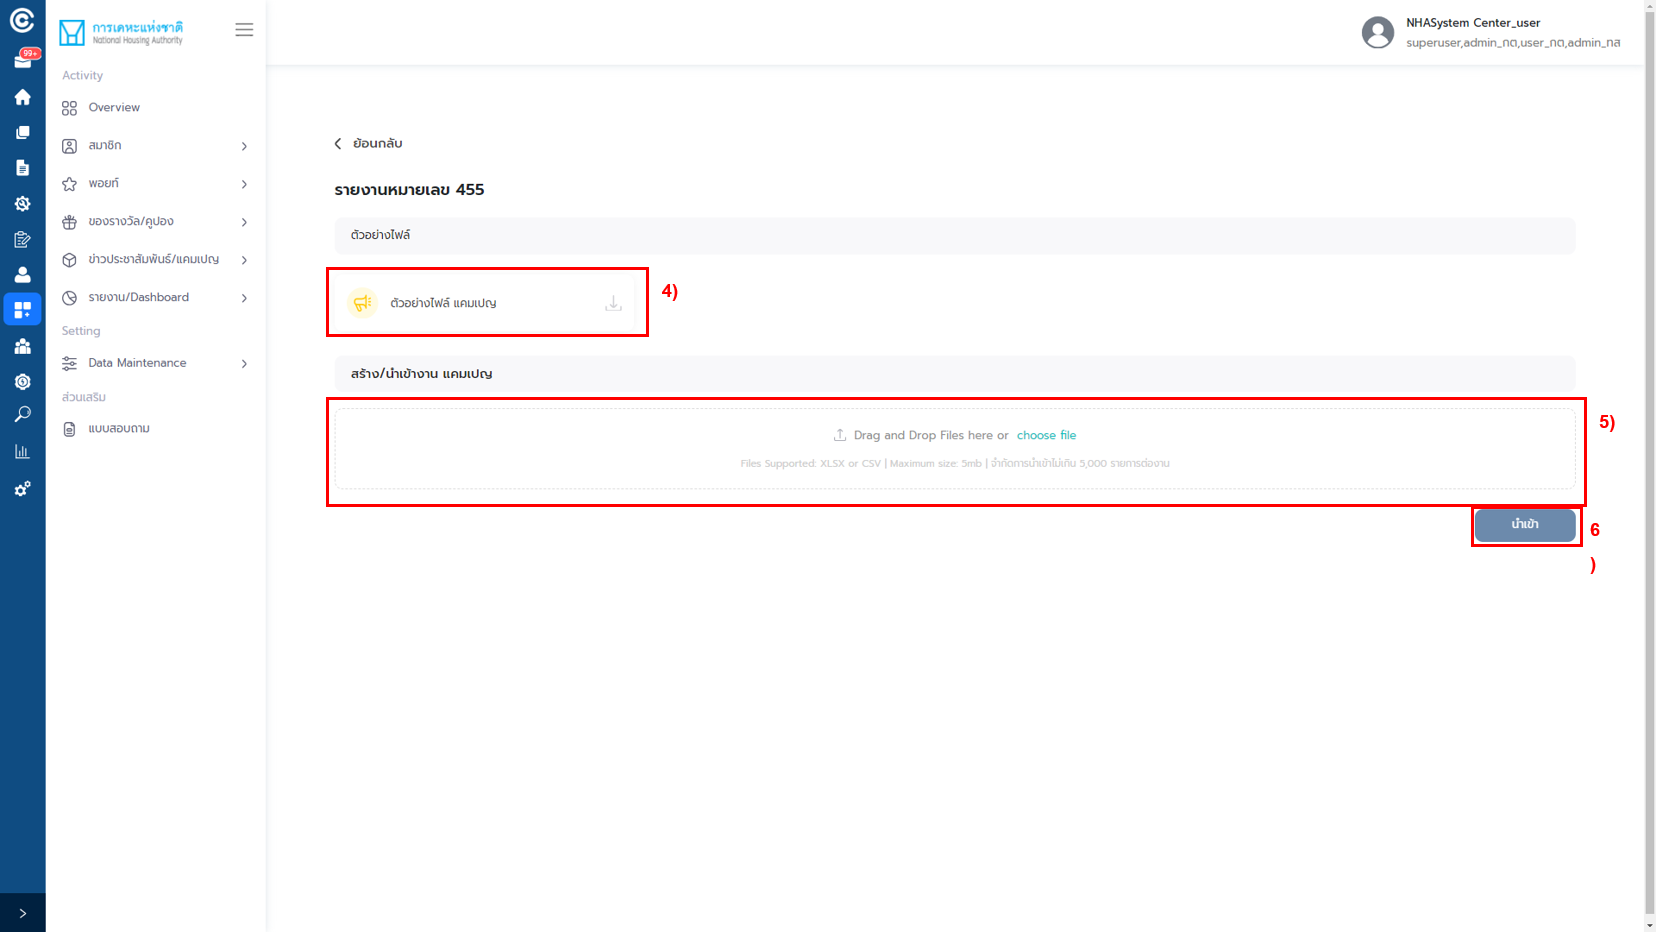 99+
การเคหะแห่งชาติ
National Housing Authority
NHASystem Center_user
superuser,admin_กต,user_กต,admin_กส
Activity
Overview
สมาชิก
พอยท์
ของรางวัล/คูปอง
ข่าวประชาสัมพันธ์/แคมเปญ
รายงาน/Dashboard
Setting
Data Maintenance
ส่วนเสริม
แบบสอบถาม
ย้อนกลับ
รายงานหมายเลข 455
ตัวอย่างไฟล์
ตัวอย่างไฟล์ แคมเปญ
4)
สร้าง/นำเข้างาน แคมเปญ
Drag and Drop Files here or choose file
Files Supported: XLSX or CSV | Maximum size: 5mb | จำกัดการนำเข้าไม่เกิน 5,000 รายการต่องาน
5)
นำเข้า
6
)